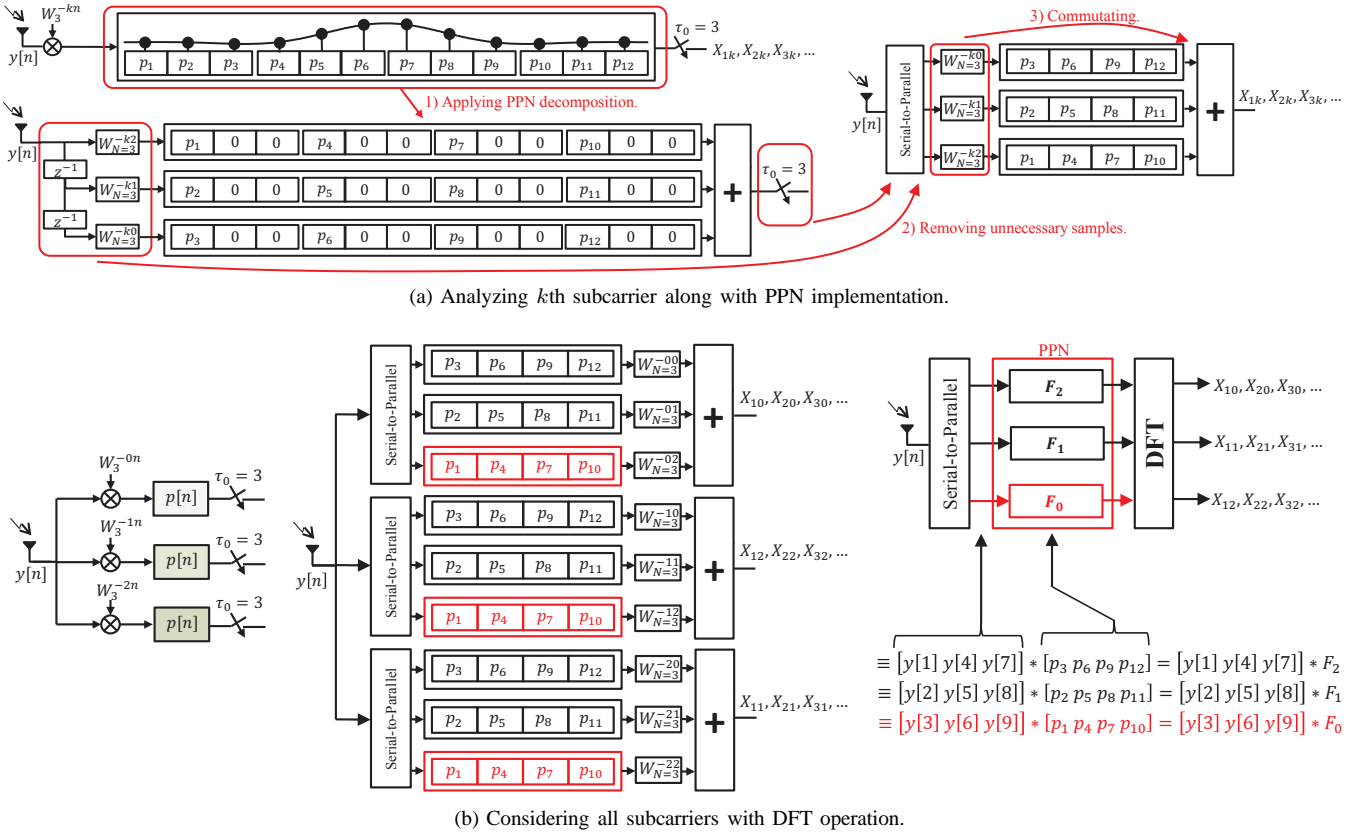 W_3^{-kn}
y[n]
p_1 p_2 p_3 p_4 p_5 p_6 p_7 p_8 p_9 p_10 p_11 p_12
τ_0 = 3
X_{1k}, X_{2k}, X_{3k}, ...
1) Applying PPN decomposition.
y[n]
z^{-1}
z^{-1}
W_{N=3}^{-k2}
W_{N=3}^{-k1}
W_{N=3}^{-k0}
p_1 0 0 p_4 0 0 p_7 0 0 p_10 0 0
p_2 0 0 p_5 0 0 p_8 0 0 p_11 0 0
p_3 0 0 p_6 0 0 p_9 0 0 p_12 0 0
+
τ_0 = 3
2) Removing unnecessary samples.
3) Commutating.
y[n]
Serial-to-Parallel
W_{N=3}^{-k0}
W_{N=3}^{-k1}
W_{N=3}^{-k2}
p_3 p_6 p_9 p_12
p_2 p_5 p_8 p_11
p_1 p_4 p_7 p_10
+
X_{1k}, X_{2k}, X_{3k}, ...
(a) Analyzing kth subcarrier along with PPN implementation.
y[n]
W_3^{-0n}
p[n]
τ_0 = 3
W_3^{-1n}
p[n]
τ_0 = 3
W_3^{-2n}
p[n]
τ_0 = 3
y[n]
Serial-to-Parallel
p_3 p_6 p_9 p_12 W_{N=3}^{-00}
p_2 p_5 p_8 p_11 W_{N=3}^{-01}
p_1 p_4 p_7 p_10 W_{N=3}^{-02}
+
X_{10}, X_{20}, X_{30}, ...
Serial-to-Parallel
p_3 p_6 p_9 p_12 W_{N=3}^{-10}
p_2 p_5 p_8 p_11 W_{N=3}^{-11}
p_1 p_4 p_7 p_10 W_{N=3}^{-12}
+
X_{12}, X_{22}, X_{32}, ...
Serial-to-Parallel
p_3 p_6 p_9 p_12 W_{N=3}^{-20}
p_2 p_5 p_8 p_11 W_{N=3}^{-21}
p_1 p_4 p_7 p_10 W_{N=3}^{-22}
+
X_{11}, X_{21}, X_{31}, ...
y[n]
Serial-to-Parallel
PPN
F_2
F_1
F_0
DFT
X_{10}, X_{20}, X_{30}, ...
X_{11}, X_{21}, X_{31}, ...
X_{12}, X_{22}, X_{32}, ...
≡ [y[1] y[4] y[7]] * [p_3 p_6 p_9 p_12] = [y[1] y[4] y[7]] * F_2
≡ [y[2] y[5] y[8]] * [p_2 p_5 p_8 p_11] = [y[2] y[5] y[8]] * F_1
≡ [y[3] y[6] y[9]] * [p_1 p_4 p_7 p_10] = [y[3] y[6] y[9]] * F_0
(b) Considering all subcarriers with DFT operation.